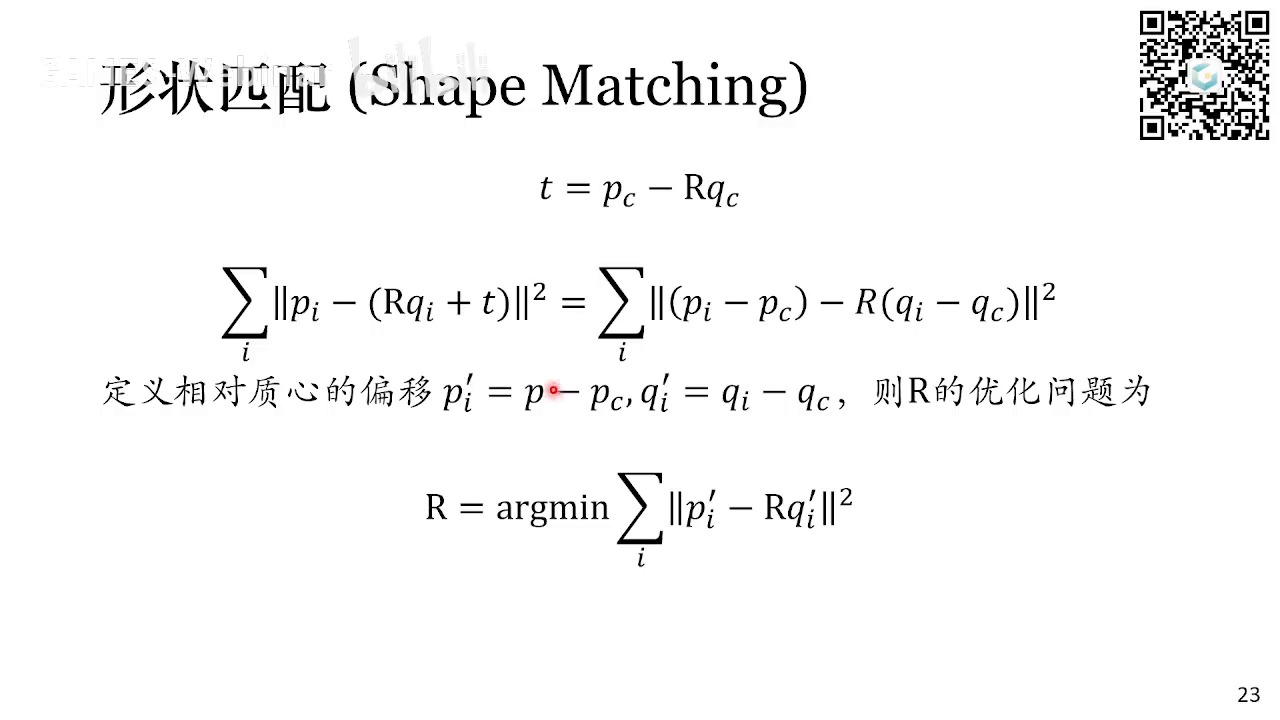 形状匹配 (Shape Matching)
t = p_c − Rq_c
∑_i ‖p_i − (Rq_i + t)‖² = ∑_i ‖(p_i − p_c) − R(q_i − q_c)‖²
定义相对质心的偏移 p_i′ = p − p_c, q_i′ = q_i − q_c，则R的优化问题为
R = argmin ∑_i ‖p_i′ − Rq_i′‖²
23